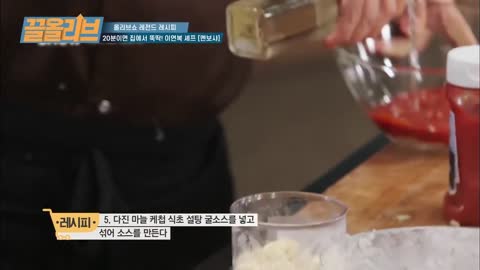 끌올리브
올리브쇼 레전드 레시피
20분이면 집에서 뚝딱! 이연복 셰프 [멘보샤]
레시피
5, 다진 마늘 케첩 식초 설탕 굴소스를 넣고
섞어 소스를 만든다